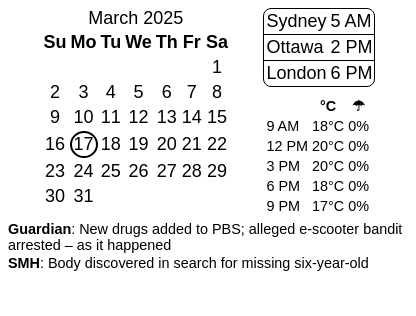 March 2025
Su Mo Tu We Th Fr Sa
1
2 3 4 5 6 7 8
9 10 11 12 13 14 15
16 17 18 19 20 21 22
23 24 25 26 27 28 29
30 31
Sydney 5 AM
Ottawa 2 PM
London 6 PM
°C ☂
9 AM 18°C 0%
12 PM 20°C 0%
3 PM 20°C 0%
6 PM 18°C 0%
9 PM 17°C 0%
Guardian: New drugs added to PBS; alleged e-scooter bandit
arrested – as it happened
SMH: Body discovered in search for missing six-year-old